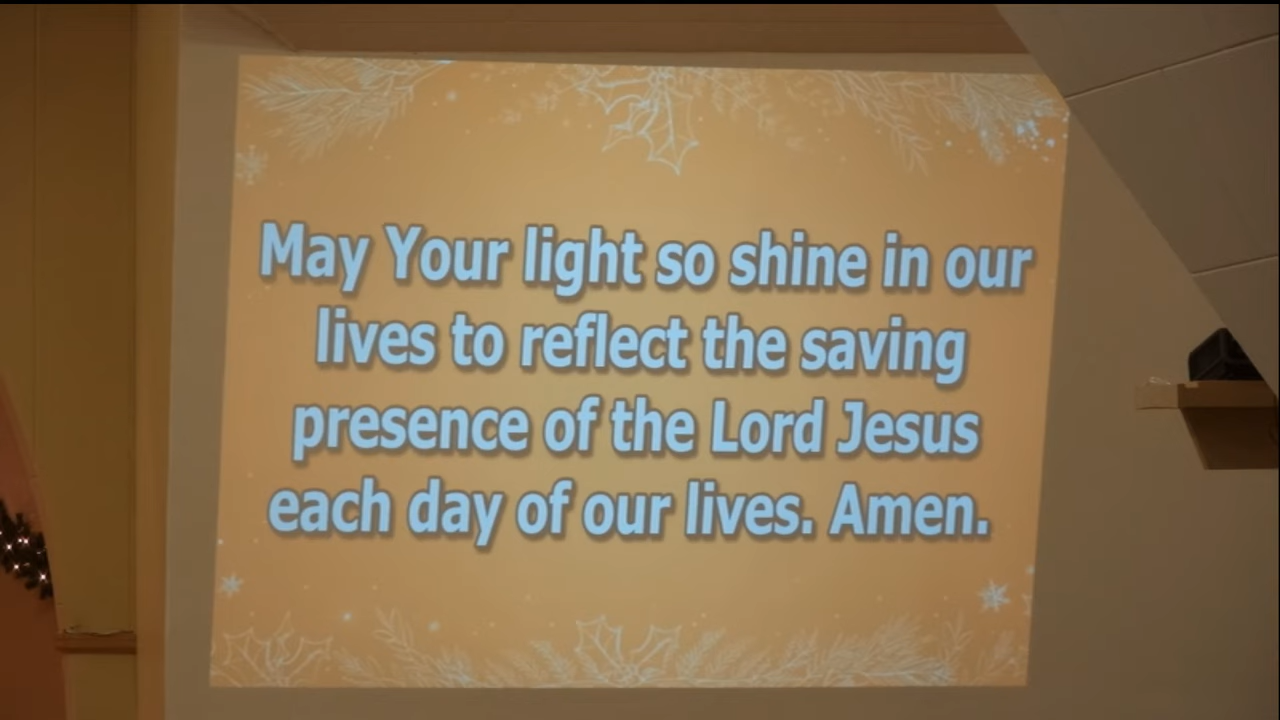 May Your light so shine in our
lives to reflect the saving
presence of the Lord Jesus
each day of our lives. Amen.